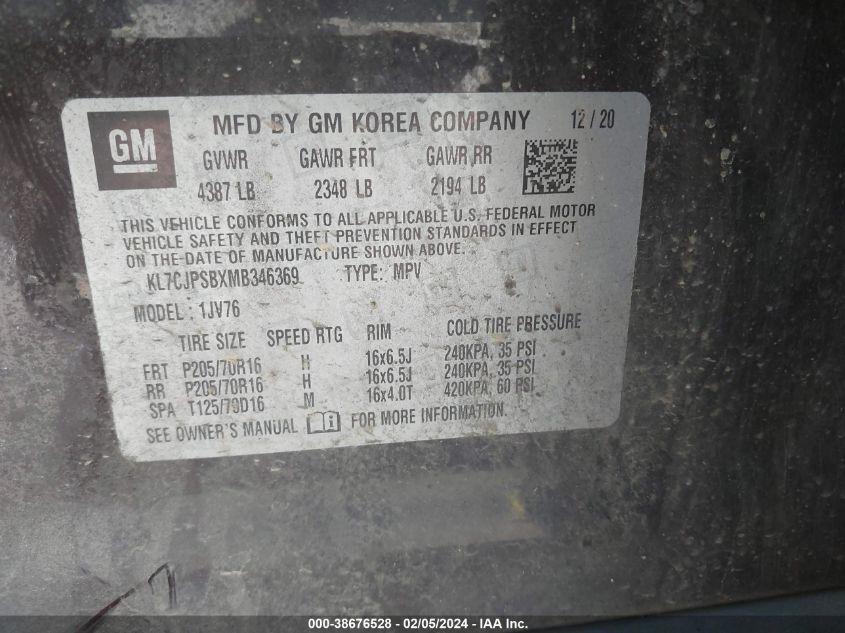 GM MFD BY GM KOREA COMPANY 12 / 20
GVWR GAWR FRT GAWR RR
4387 LB 2348 LB 2194 LB
THIS VEHICLE CONFORMS TO ALL APPLICABLE U.S. FEDERAL MOTOR
VEHICLE SAFETY AND THEFT PREVENTION STANDARDS IN EFFECT
ON THE DATE OF MANUFACTURE SHOWN ABOVE.
KL7CJPSBXMB346369 TYPE: MPV
MODEL : 1JV76
TIRE SIZE SPEED RTG RIM COLD TIRE PRESSURE
FRT P205/70R16 H 16x6.5J 240KPA, 35 PSI
RR P205/70R16 H 16x6.5J 240KPA, 35 PSI
SPA T125/70D16 M 16x4.0T 420KPA, 60 PSI
SEE OWNER'S MANUAL i FOR MORE INFORMATION.
000-38676528 - 02/05/2024 - IAA Inc.